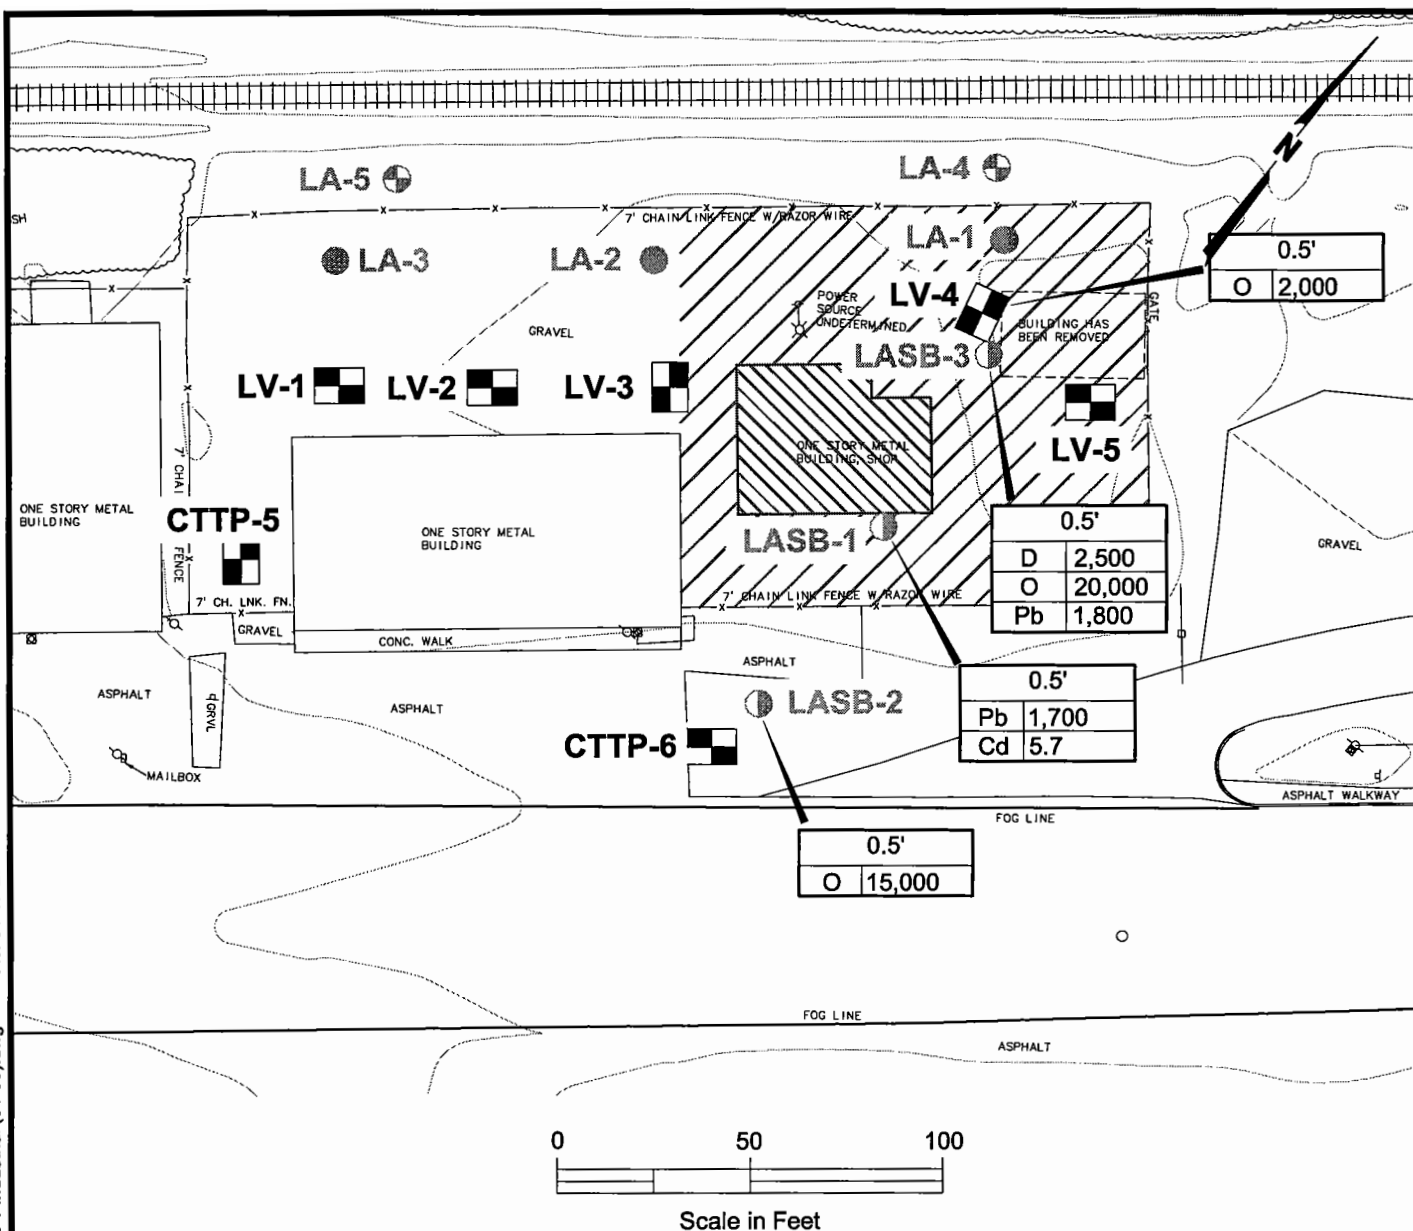 N
LA-5
LA-4
SH
7' CHAIN LINK FENCE W/RAZOR WIRE
LA-3
LA-2
LA-1
0.5'
O 2,000
LV-4
POWER
SOURCE
UNDETERMINED
GATE
GRAVEL
BUILDING HAS
BEEN REMOVED
LASB-3
LV-1
LV-2
LV-3
LV-5
7' CHAI
FENCE
ONE STORY METAL
BUILDING, SHOP
ONE STORY METAL
BUILDING
CTTP-5
ONE STORY METAL
BUILDING
LASB-1
0.5'
D 2,500
O 20,000
Pb 1,800
GRAVEL
7' CH. LNK. FN.
7' CHAIN LINK FENCE W/ RAZOR WIRE
GRAVEL
CONC. WALK
ASPHALT
0.5'
Pb 1,700
Cd 5.7
ASPHALT
GRVL
ASPHALT
LASB-2
CTTP-6
MAILBOX
ASPHALT WALKWAY
FOG LINE
0.5'
O 15,000
FOG LINE
ASPHALT
0 50 100
Scale in Feet